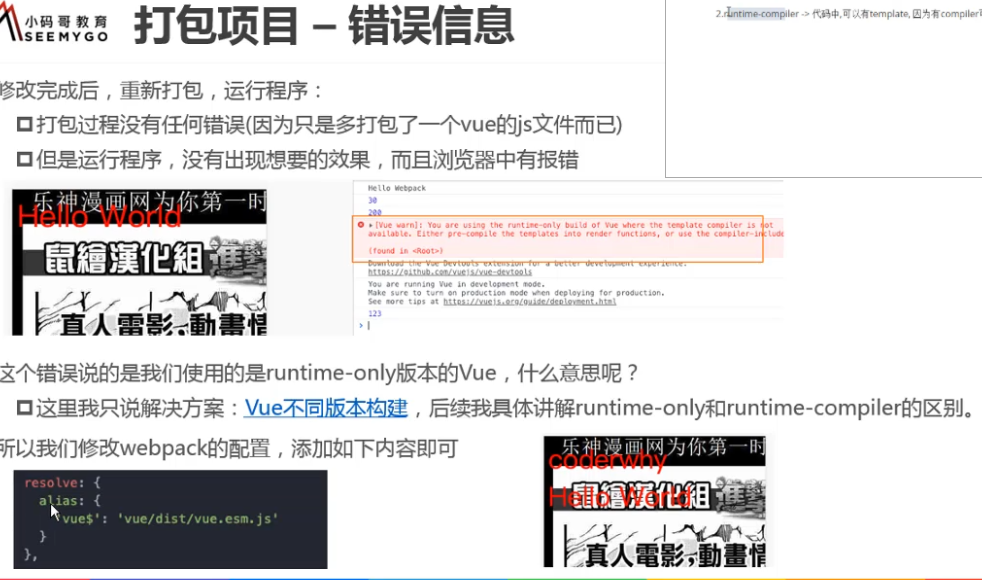 小码哥教育
SEEMYGO
打包项目 – 错误信息
2.runtime-compiler -> 代码中,可以有template, 因为有compiler可
修改完成后，重新打包，运行程序：
打包过程没有任何错误(因为只是多打包了一个vue的js文件而已)
但是运行程序，没有出现想要的效果，而且浏览器中有报错
乐神漫画网为你第一时
Hello World
鼠繪漢化組 進擊
真人電影,動畫情
Hello Webpack
30
200
[Vue warn]: You are using the runtime-only build of Vue where the template compiler is not
available. Either pre-compile the templates into render functions, or use the compiler-include
(found in <Root>)
Download the Vue Devtools extension for a better development experience:
https://github.com/vuejs/vue-devtools
You are running Vue in development mode.
Make sure to turn on production mode when deploying for production.
See more tips at https://vuejs.org/guide/deployment.html
123
这个错误说的是我们使用的是runtime-only版本的Vue，什么意思呢？
这里我只说解决方案：Vue不同版本构建，后续我具体讲解runtime-only和runtime-compiler的区别。
所以我们修改webpack的配置，添加如下内容即可
resolve: {
alias: {
'vue$': 'vue/dist/vue.esm.js'
}
},
乐神漫画网为你第一时
coderwhy
Hello World
鼠繪漢化組 進
真人電影,動畫情